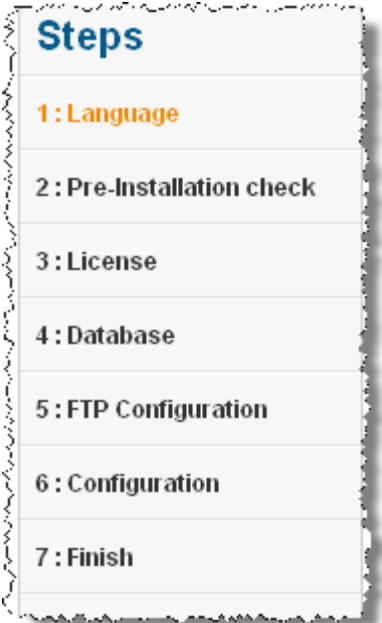 Steps
1 : Language
2 : Pre-Installation check
3 : License
4 : Database
5 : FTP Configuration
6 : Configuration
7 : Finish